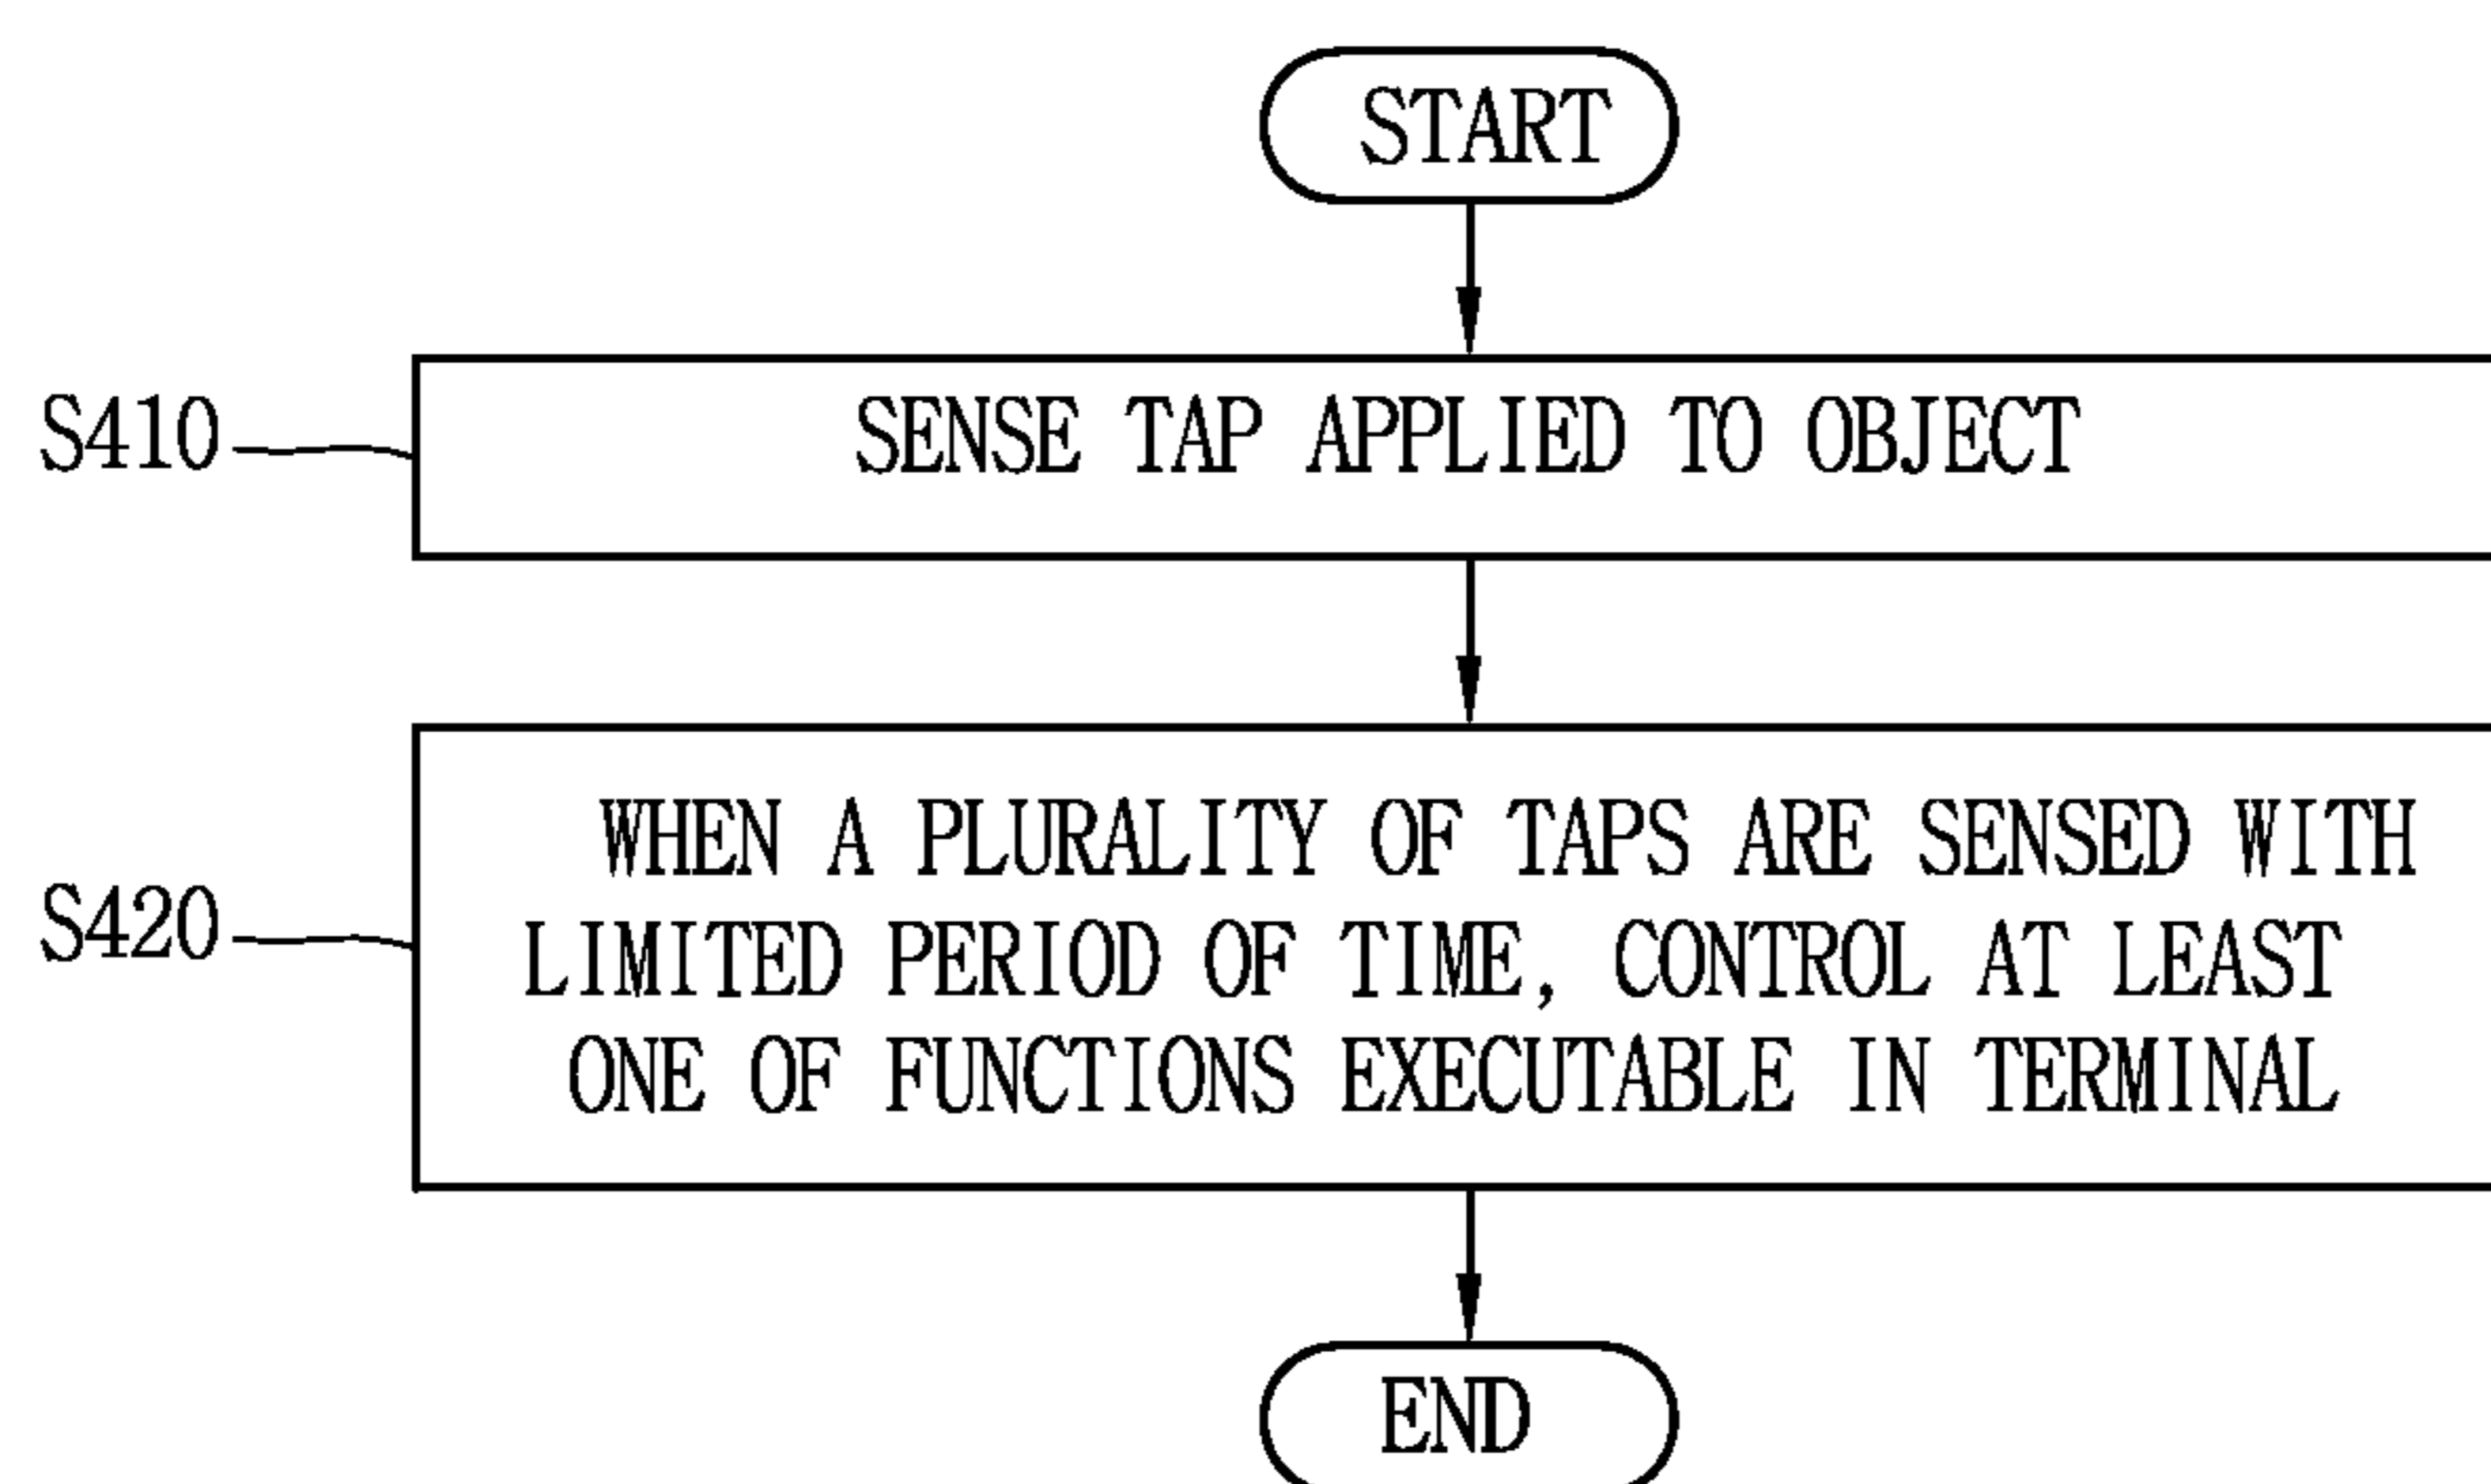 START
S410
SENSE TAP APPLIED TO OBJECT
S420
WHEN A PLURALITY OF TAPS ARE SENSED WITH
LIMITED PERIOD OF TIME, CONTROL AT LEAST
ONE OF FUNCTIONS EXECUTABLE IN TERMINAL
END